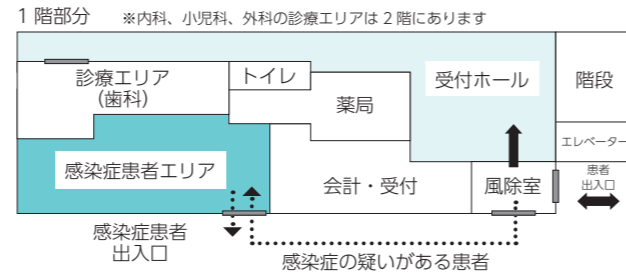 1階部分 ※内科、小児科、外科の診療エリアは2階にあります
診療エリア
(歯科)
トイレ
薬局
受付ホール
階段
エレベーター
感染症患者エリア
会計・受付
風除室
患者
出入口
感染症患者
出入口
感染症の疑いがある患者